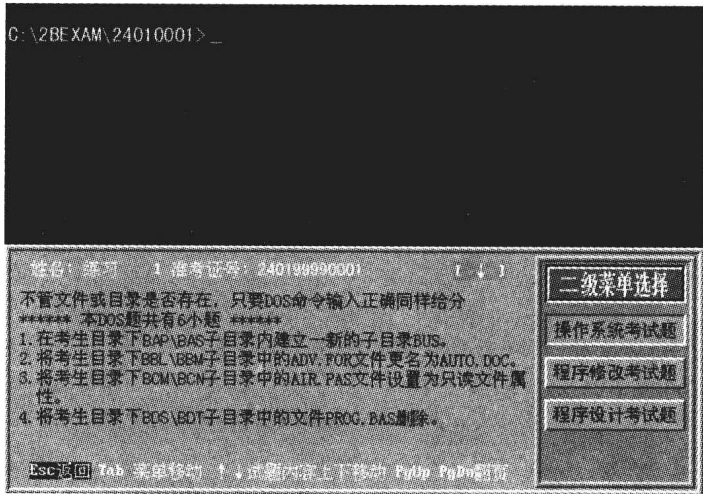 C:\2BEXAM\24010001>_
姓名: 练习 1 准考证号: 240199990001 [ ↓ ]
不管文件或目录是否存在, 只要DOS命令输入正确同样给分
****** 本DOS题共有6小题 ******
1. 在考生目录下BAP\BAS子目录内建立一新的子目录BUS。
2. 将考生目录下BBL\BBM子目录中的ADV.FOR文件更名为AUTO.DOC。
3. 将考生目录下BCM\BCN子目录中的AIR.PAS文件设置为只读文件属
性。
4. 将考生目录下BDS\BDT子目录中的文件PROG.BAS删除。
Esc返回 Tab 菜单移动 ↑↓试题内容上下移动 PgUp PgDn翻页
二级菜单选择
操作系统考试题
程序修改考试题
程序设计考试题